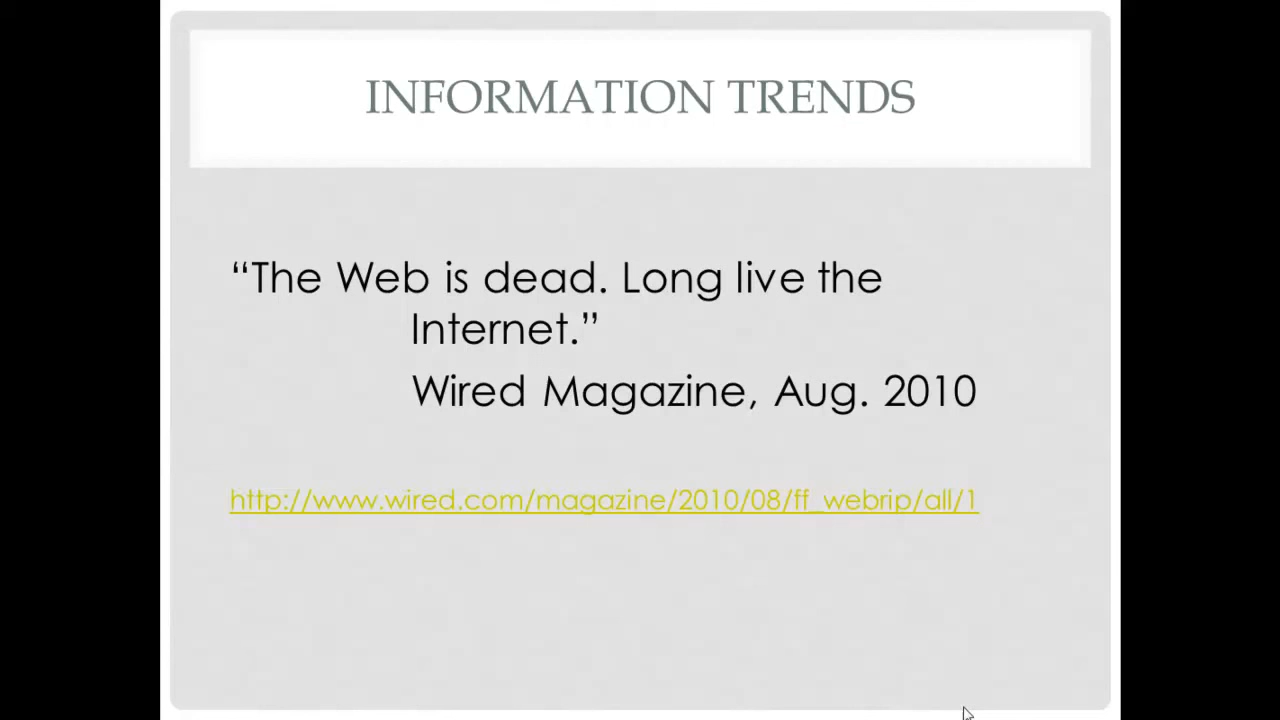 INFORMATION TRENDS
“The Web is dead. Long live the
Internet.”
Wired Magazine, Aug. 2010
http://www.wired.com/magazine/2010/08/ff_webrip/all/1